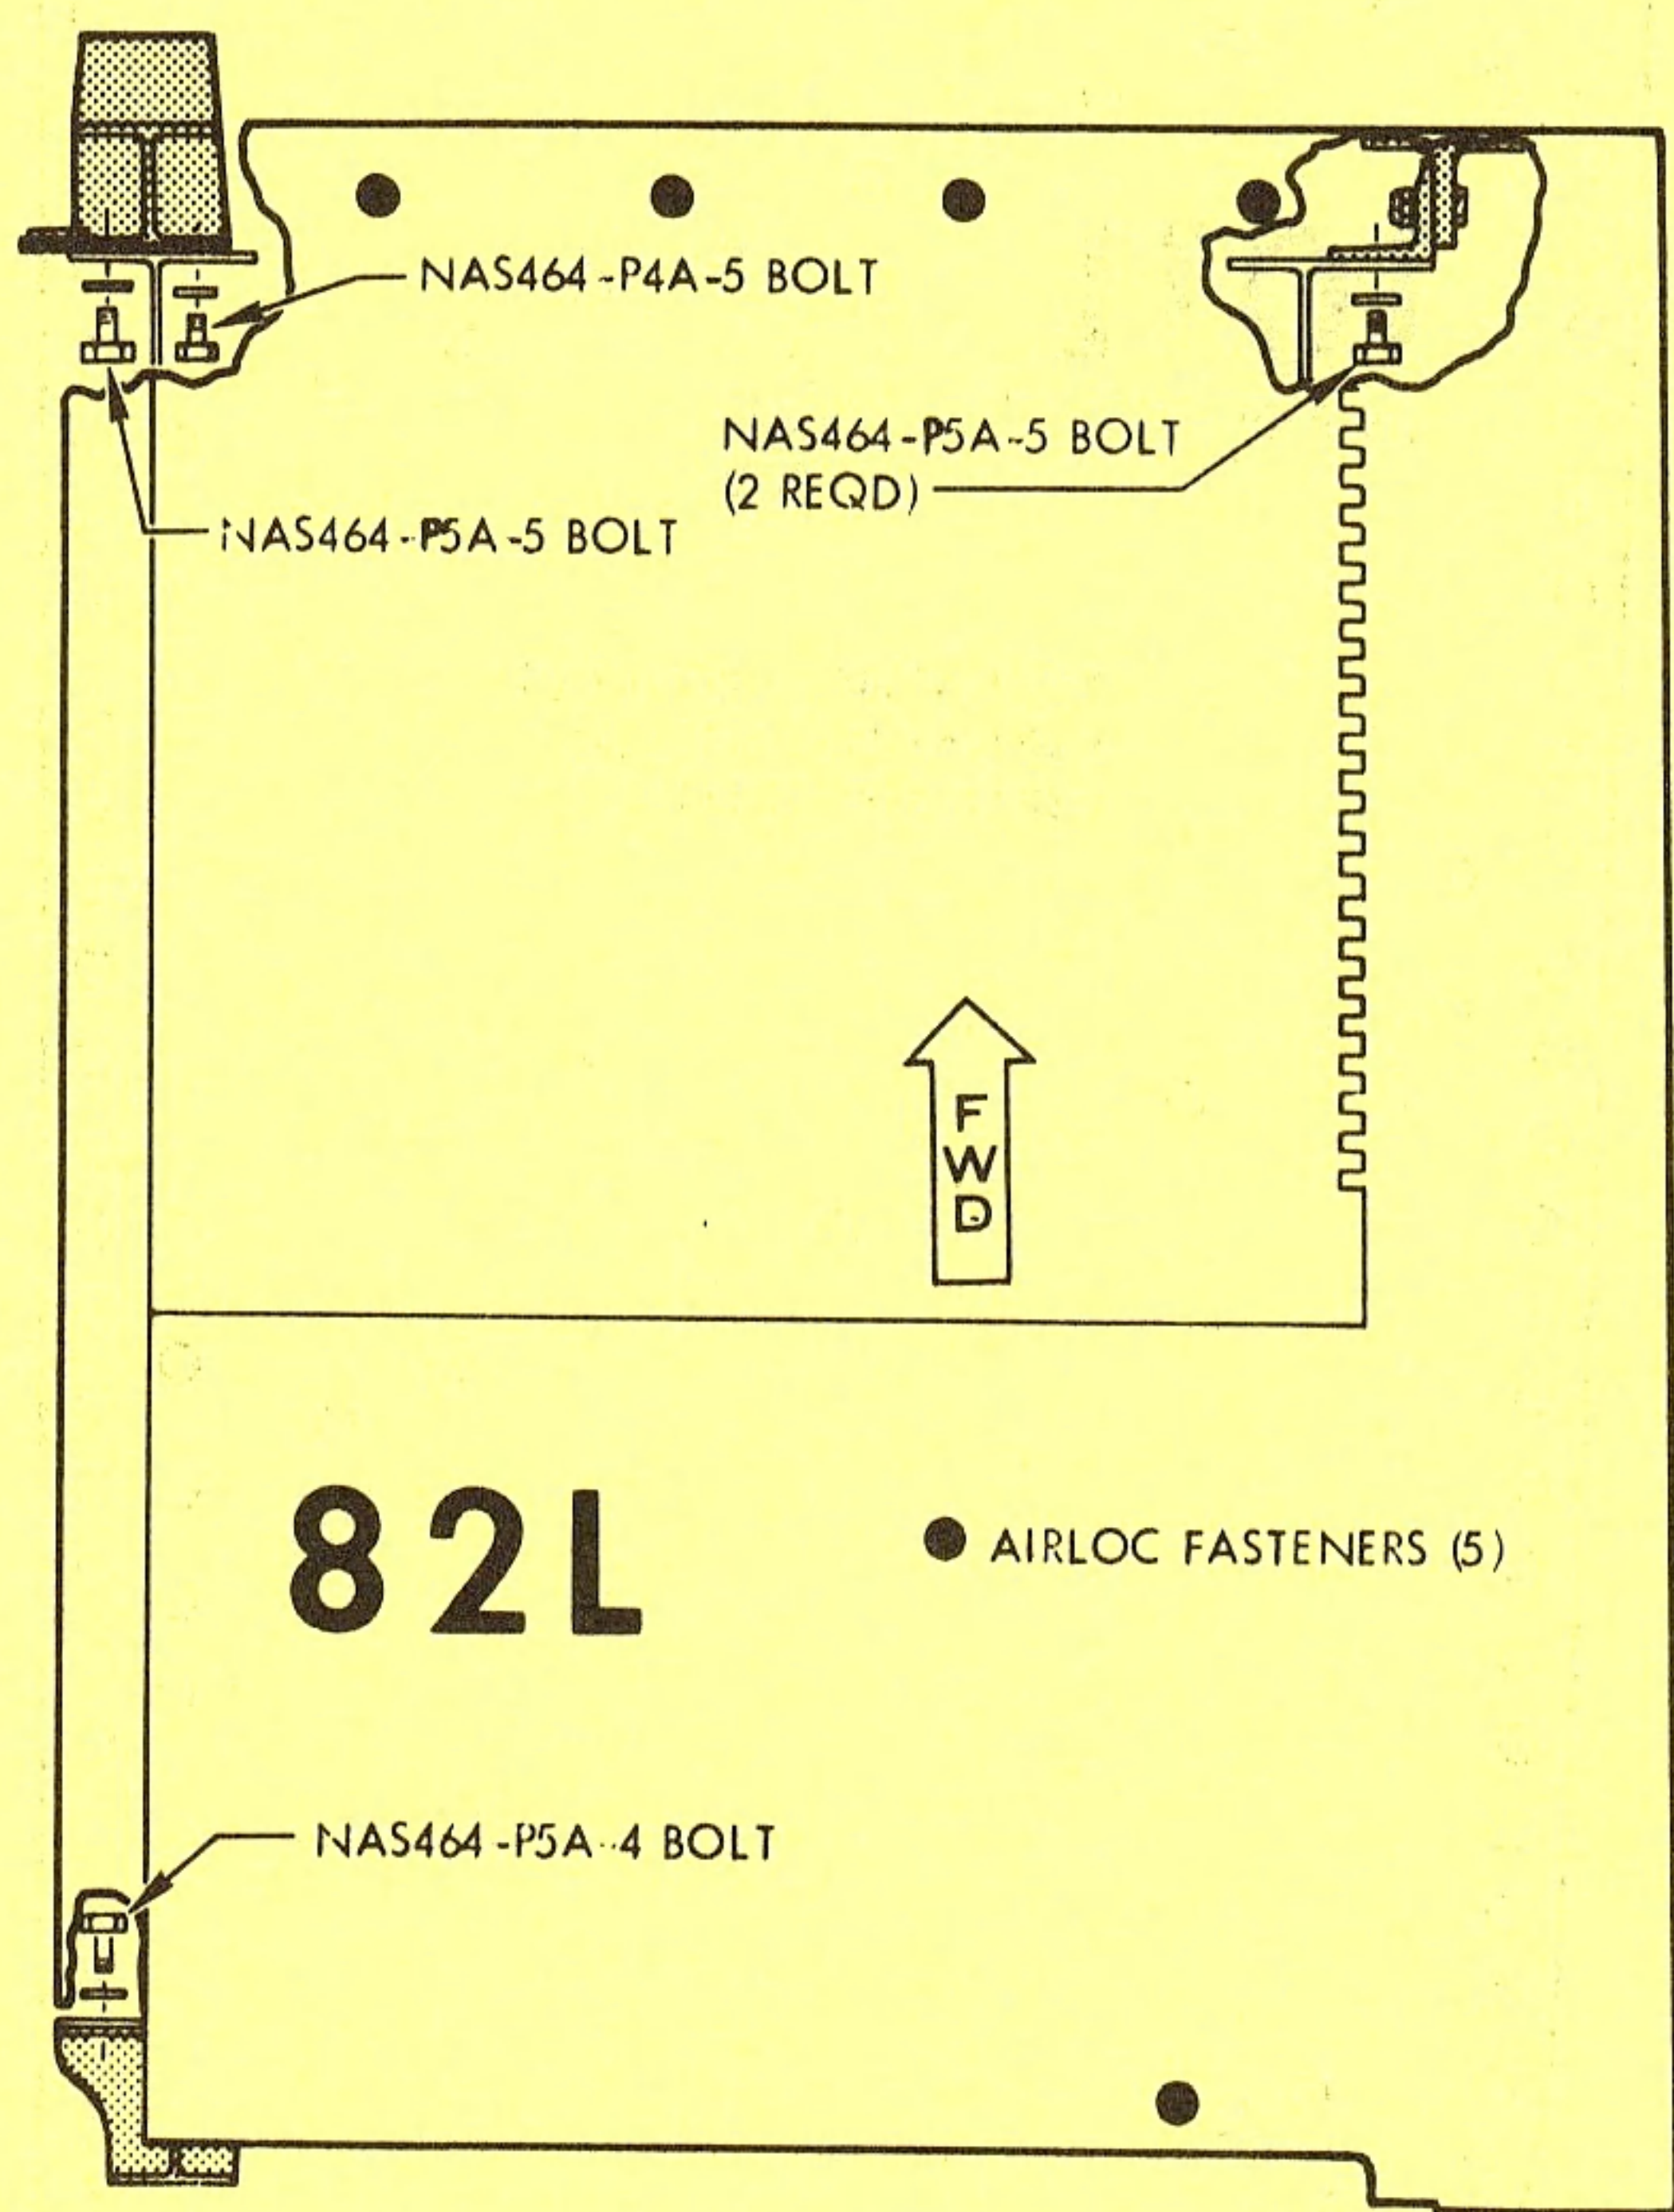 NAS464-P4A-5 BOLT
NAS464-P5A-5 BOLT
(2 REQD)
NAS464-P5A-5 BOLT
F
W
D
82L
AIRLOC FASTENERS (5)
NAS464-P5A-4 BOLT